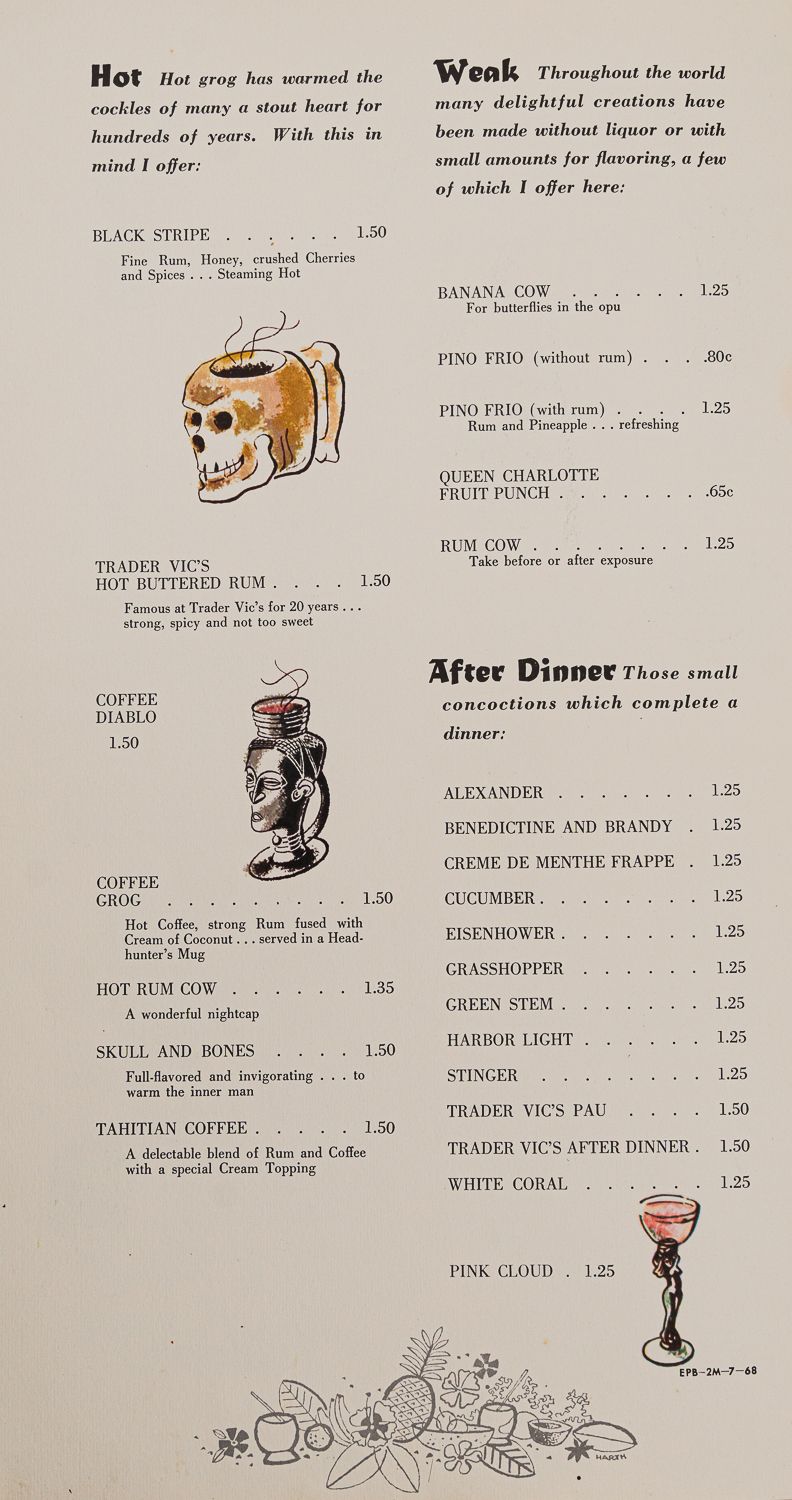 Hot Hot grog has warmed the
cockles of many a stout heart for
hundreds of years. With this in
mind I offer:
BLACK STRIPE . . . . . . 1.50
Fine Rum, Honey, crushed Cherries
and Spices . . . Steaming Hot
TRADER VIC'S
HOT BUTTERED RUM . . . . 1.50
Famous at Trader Vic's for 20 years . . .
strong, spicy and not too sweet
COFFEE
DIABLO
1.50
COFFEE
GROG . . . . . . . . . 1.50
Hot Coffee, strong Rum fused with
Cream of Coconut . . . served in a Head-
hunter's Mug
HOT RUM COW . . . . . . 1.35
A wonderful nightcap
SKULL AND BONES . . . . 1.50
Full-flavored and invigorating . . . to
warm the inner man
TAHITIAN COFFEE . . . . . 1.50
A delectable blend of Rum and Coffee
with a special Cream Topping
Weak Throughout the world
many delightful creations have
been made without liquor or with
small amounts for flavoring, a few
of which I offer here:
BANANA COW . . . . . . 1.25
For butterflies in the opu
PINO FRIO (without rum) . . . .80c
PINO FRIO (with rum) . . . . 1.25
Rum and Pineapple . . . refreshing
QUEEN CHARLOTTE
FRUIT PUNCH . . . . . . . .65c
RUM COW . . . . . . . . 1.25
Take before or after exposure
After Dinner Those small
concoctions which complete a
dinner:
ALEXANDER . . . . . . . 1.25
BENEDICTINE AND BRANDY . 1.25
CREME DE MENTHE FRAPPE . 1.25
CUCUMBER . . . . . . . . 1.25
EISENHOWER . . . . . . . 1.25
GRASSHOPPER . . . . . . 1.25
GREEN STEM . . . . . . . 1.25
HARBOR LIGHT . . . . . . 1.25
STINGER . . . . . . . . 1.25
TRADER VIC'S PAU . . . . 1.50
TRADER VIC'S AFTER DINNER . 1.50
WHITE CORAL . . . . . . 1.25
PINK CLOUD . 1.25
EPB-2M-7-68
HARTH